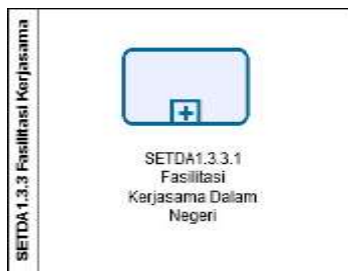 SETDA1.3.3 Fasilitasi Kerjasama
SETDA1.3.3.1
Fasilitasi
Kerjasama Dalam
Negeri